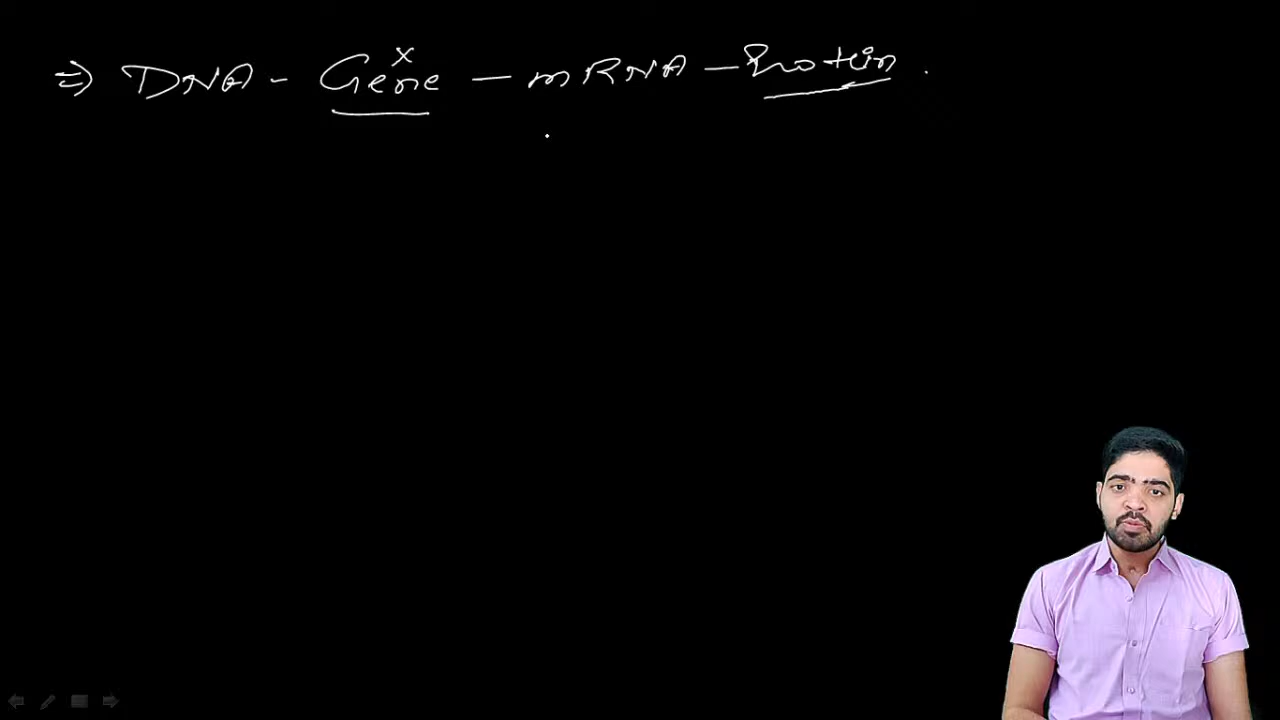 ⇒ DNA - Gene - mRNA - Protein .
x